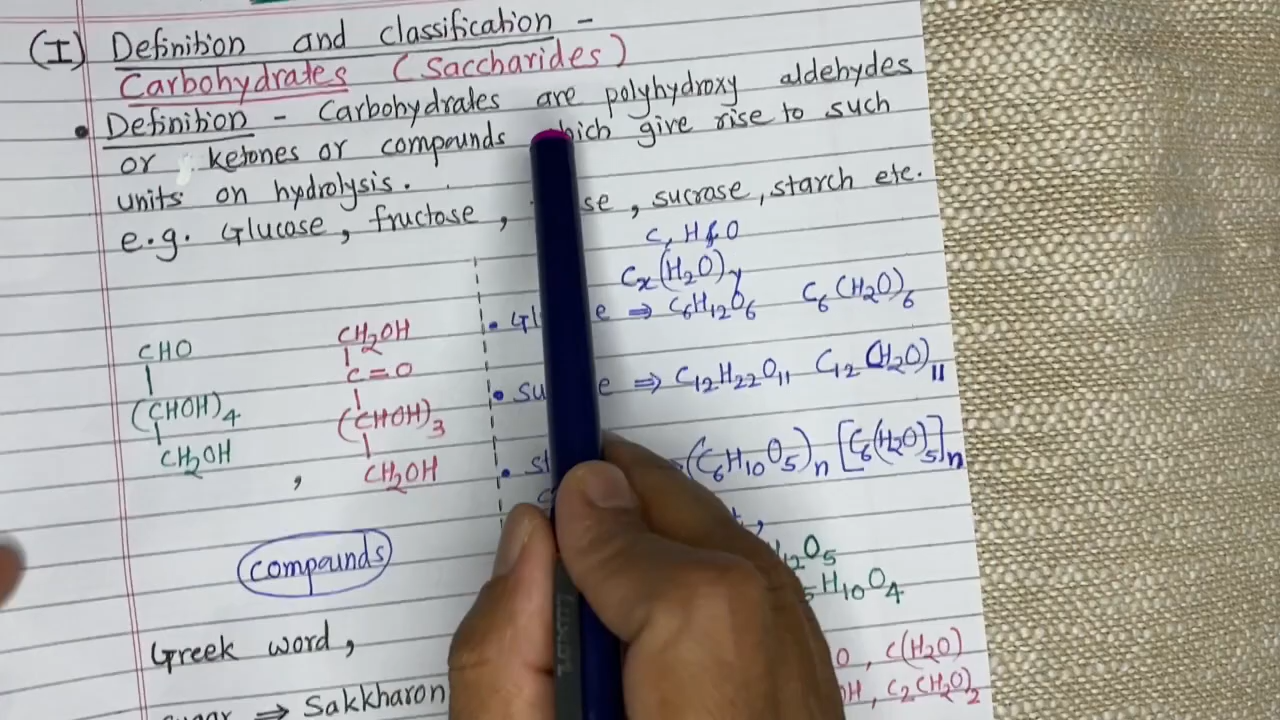 (I) Definition and classification -
Carbohydrates (Saccharides)
• Definition - Carbohydrates are polyhydroxy aldehydes
or ketones or compounds which give rise to such
units on hydrolysis.
e.g. Glucose, fructose, sucrose, starch etc.
C, H & O
Cx(H2O)y
• ⇒ C6H12O6 C6(H2O)6
• ⇒ C12H22O11 C12(H2O)11
• (C6H10O5)n [C6(H2O)5]n
CHO
(CHOH)4
CH2OH
,
CH2OH
C=O
(CHOH)3
CH2OH
compounds
H10O4
, C(H2O)
, C2(H2O)2
Greek word,
⇒ Sakkharon